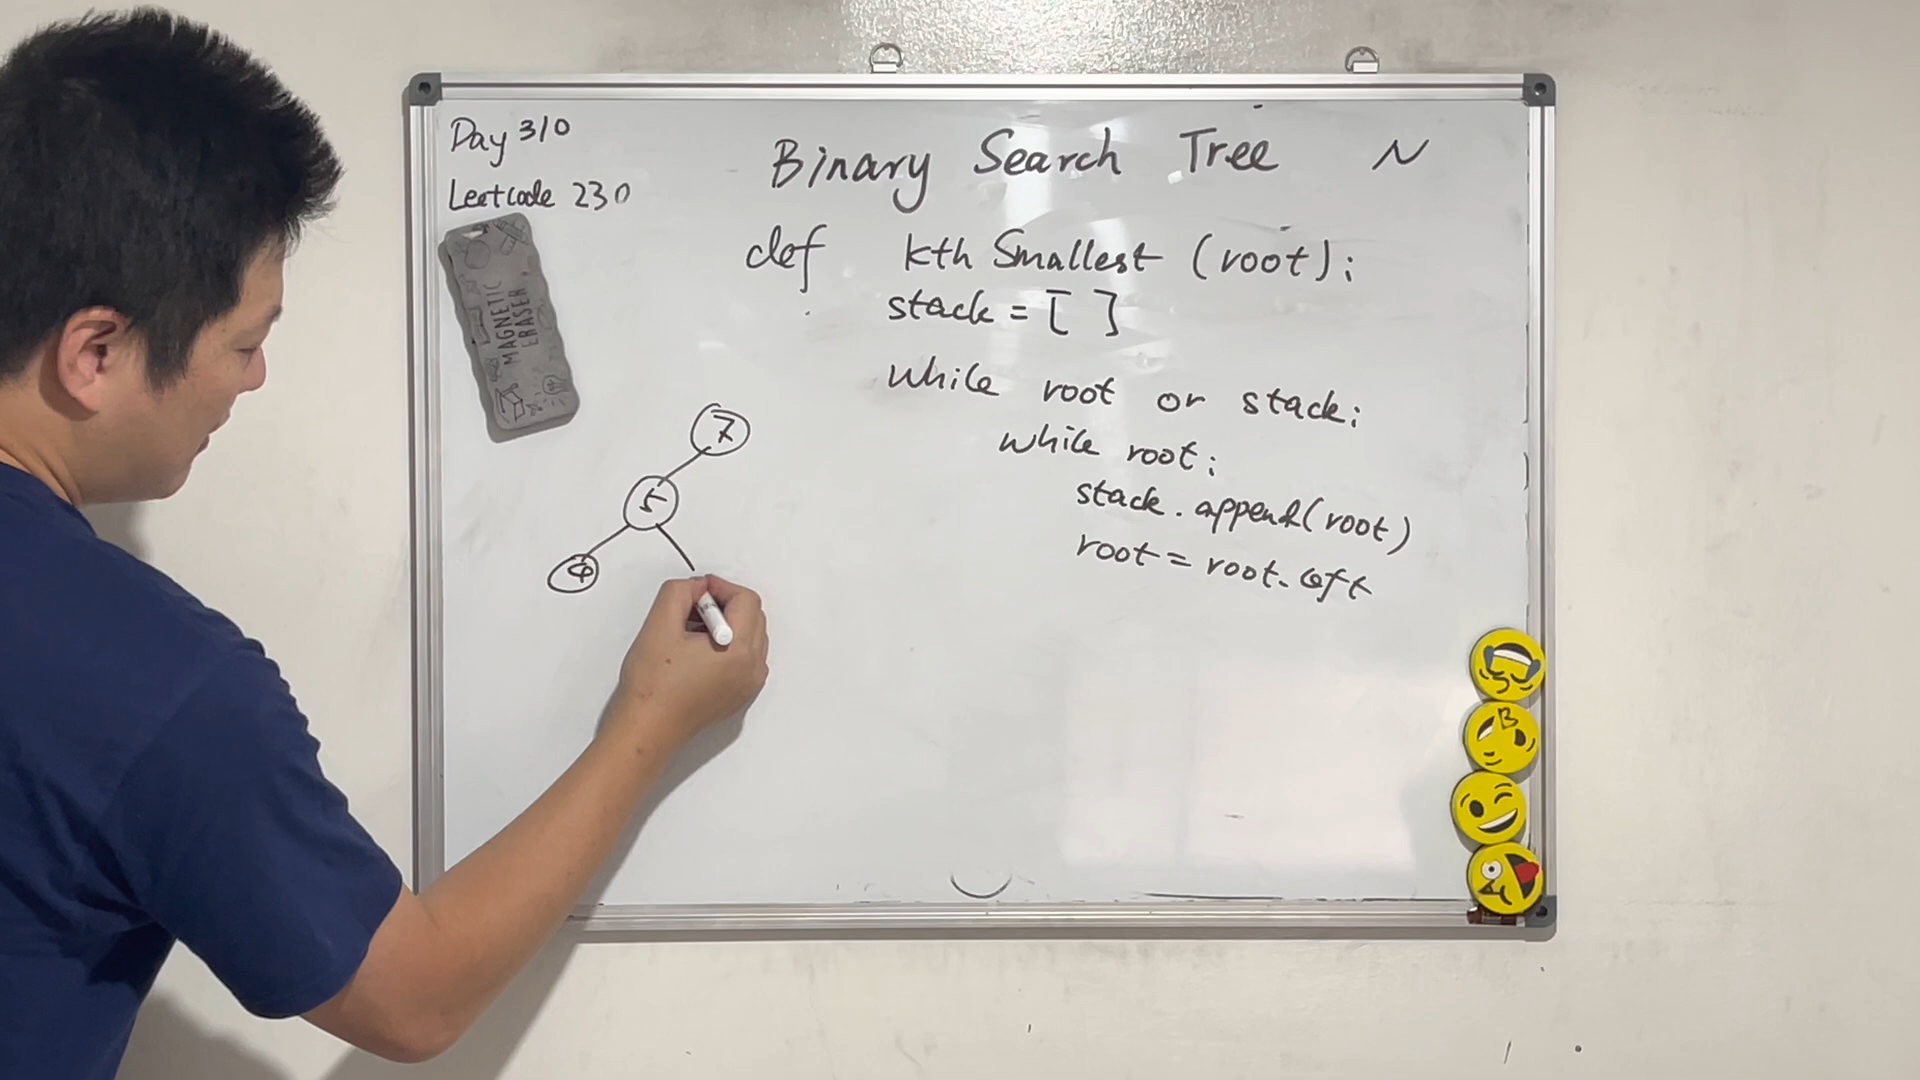 Day 310
Leetcode 230
Binary Search Tree N
def kth Smallest (root):
stack = [ ]
while root or stack:
while root:
stack.append(root)
root = root.left
MAGNETIC
ERASER
7
5
4
B